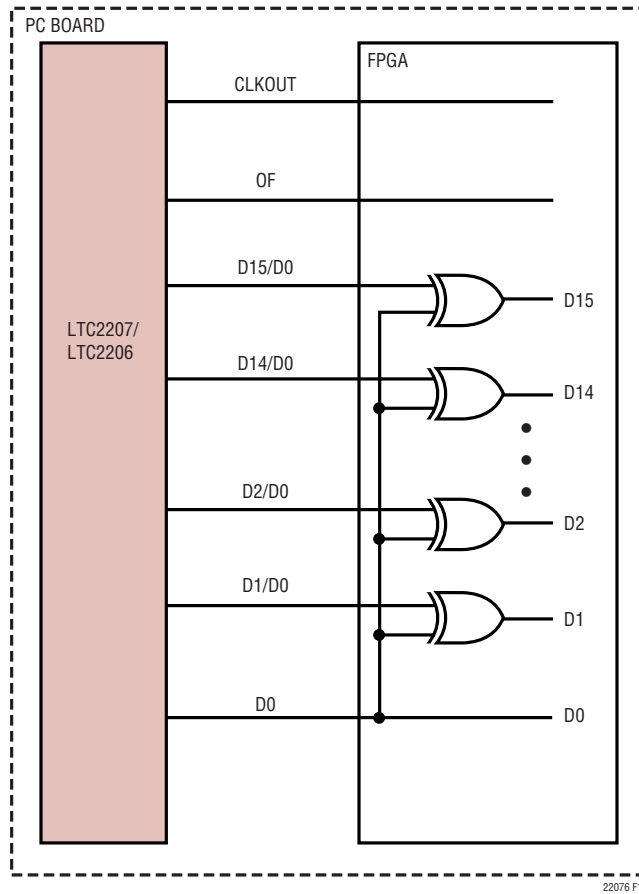 PC BOARD
FPGA
CLKOUT
OF
D15/D0
D15
LTC2207/
LTC2206
D14/D0
D14
D2/D0
D2
D1/D0
D1
D0
D0